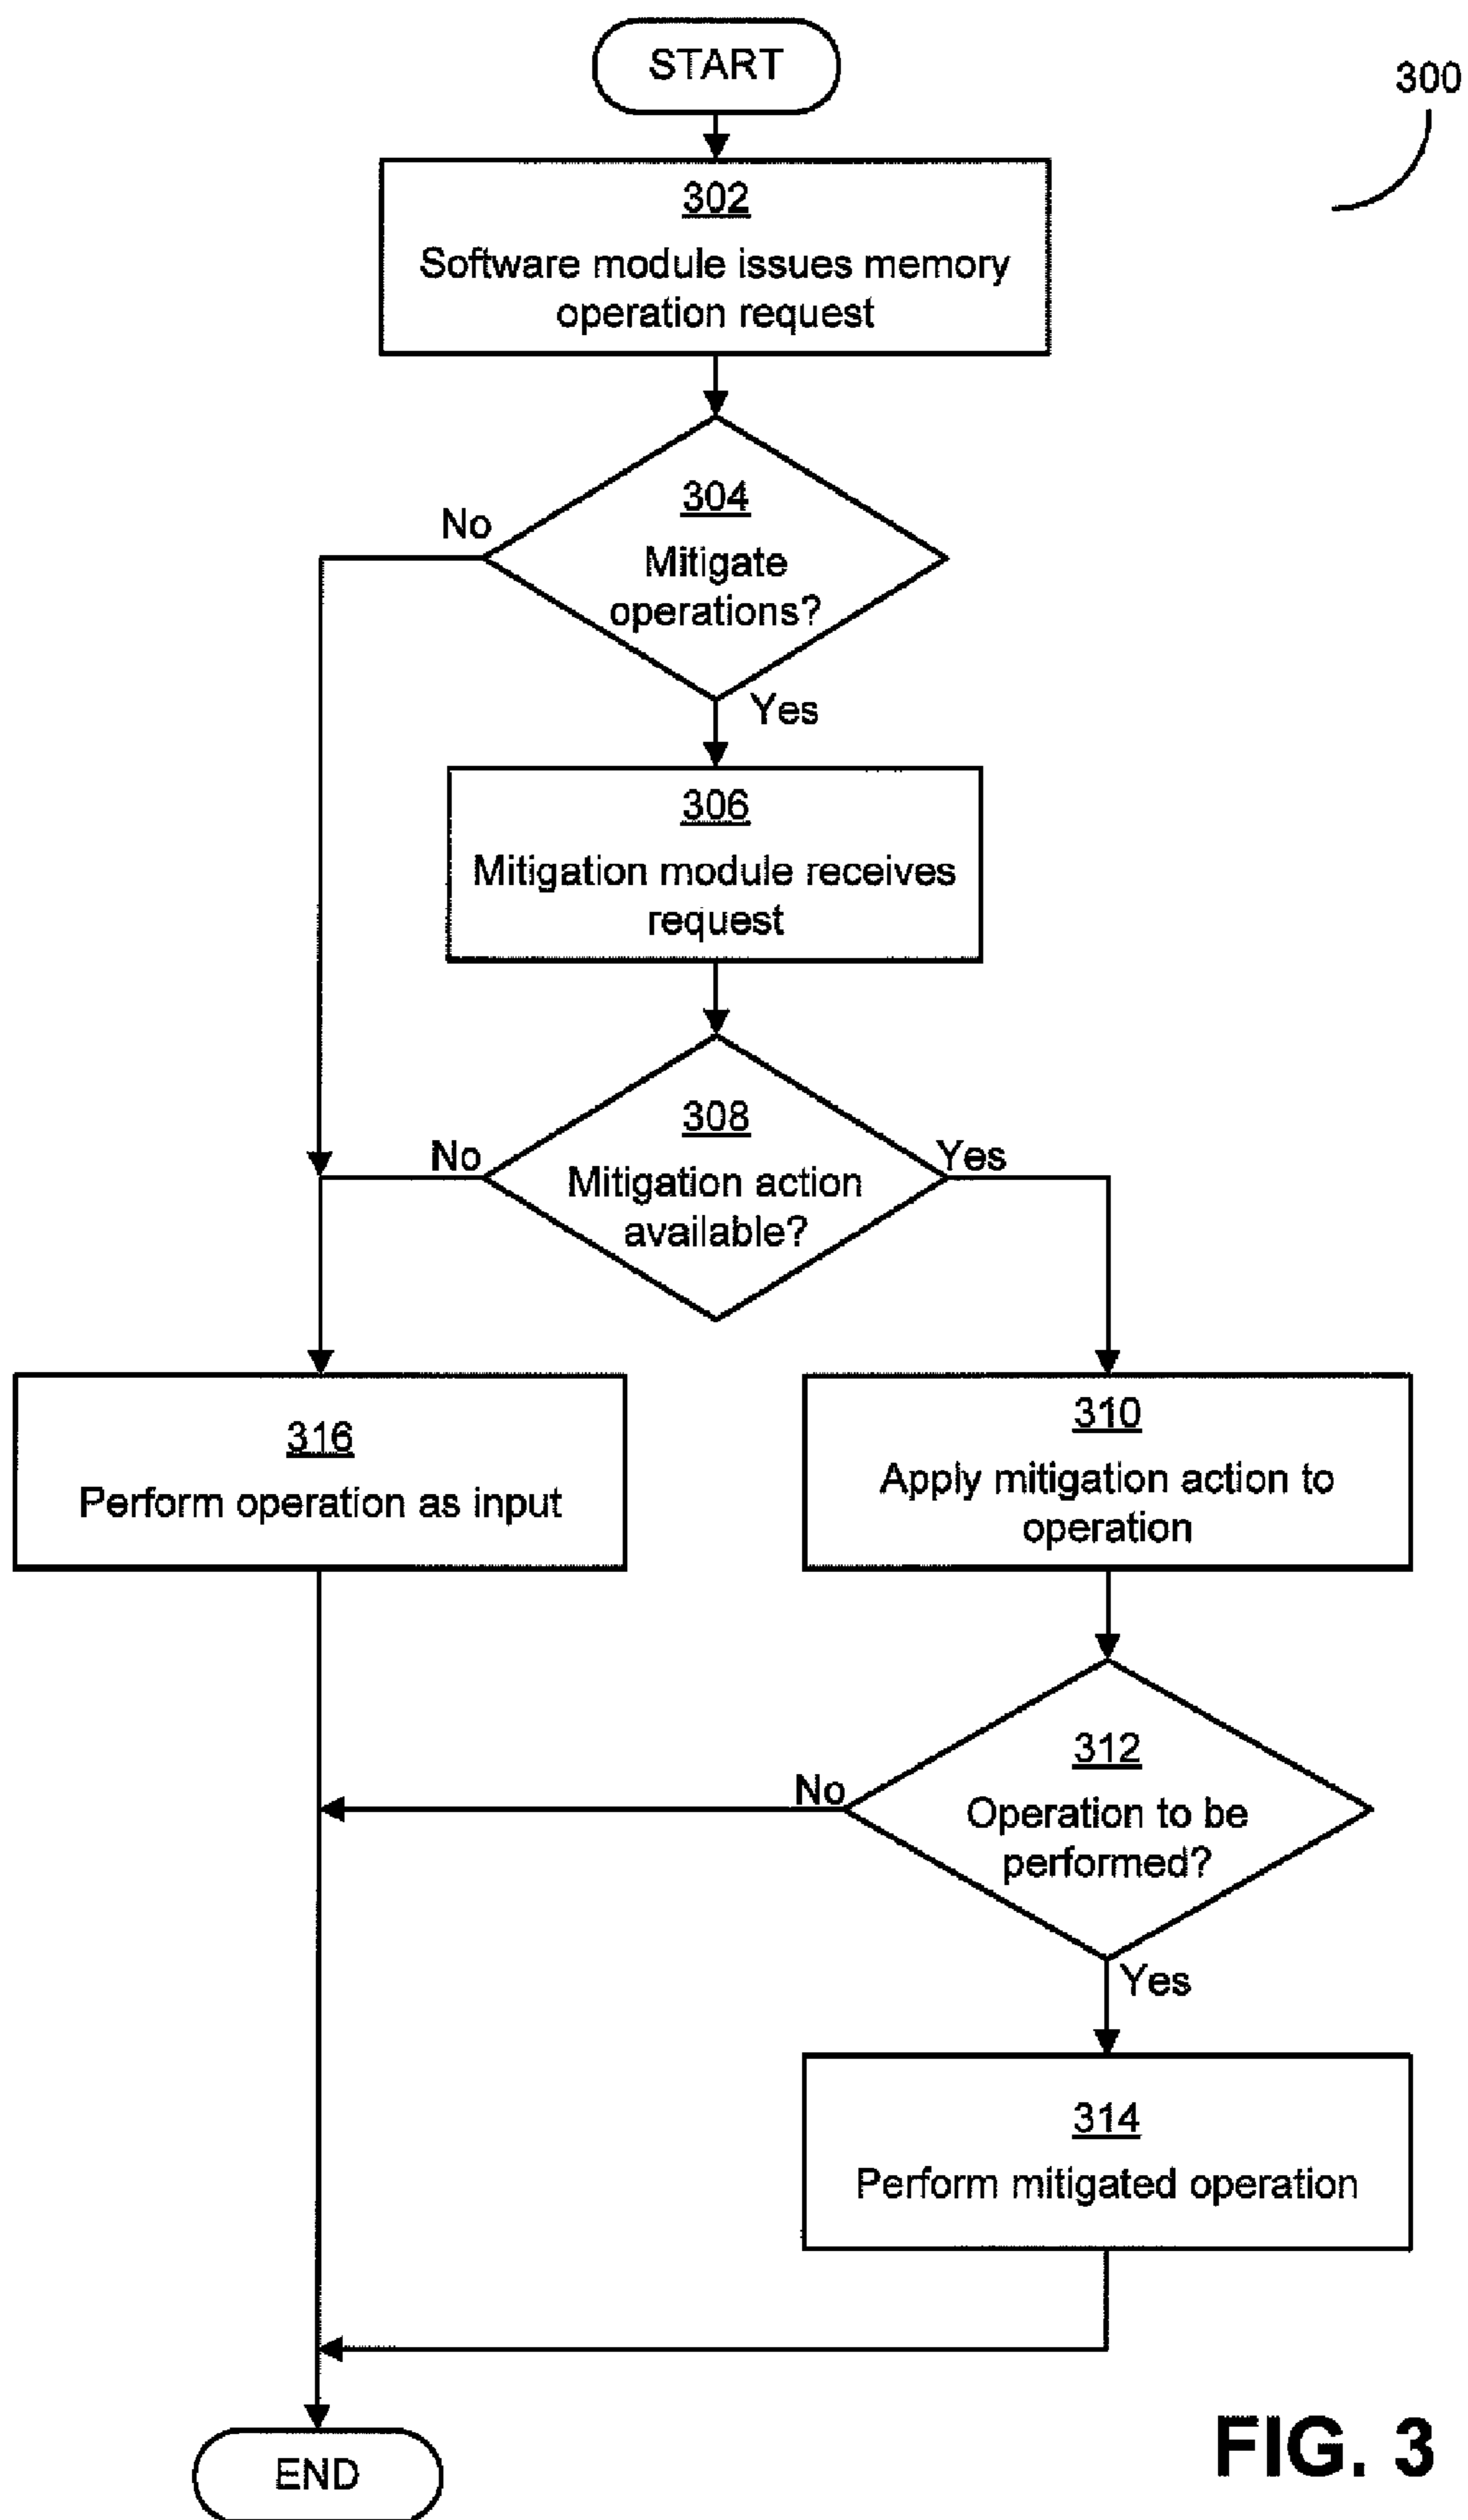 START
300
302
Software module issues memory
operation request
304
Mitigate
operations?
No
Yes
306
Mitigation module receives
request
308
Mitigation action
available?
No
Yes
316
Perform operation as input
310
Apply mitigation action to
operation
312
Operation to be
performed?
No
Yes
314
Perform mitigated operation
END
FIG. 3